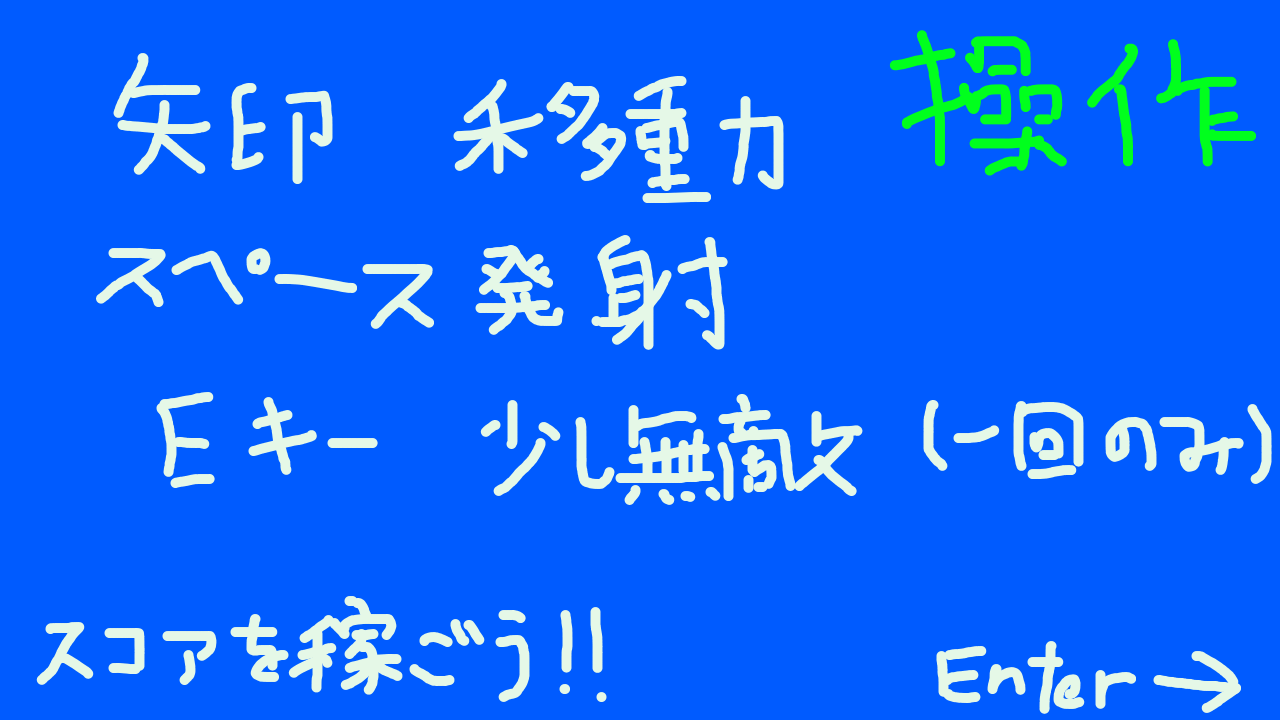 操作
矢印 移動
スペース 発射
Eキー 少し無敵 (一回のみ)
スコアを稼ごう!!
Enter→